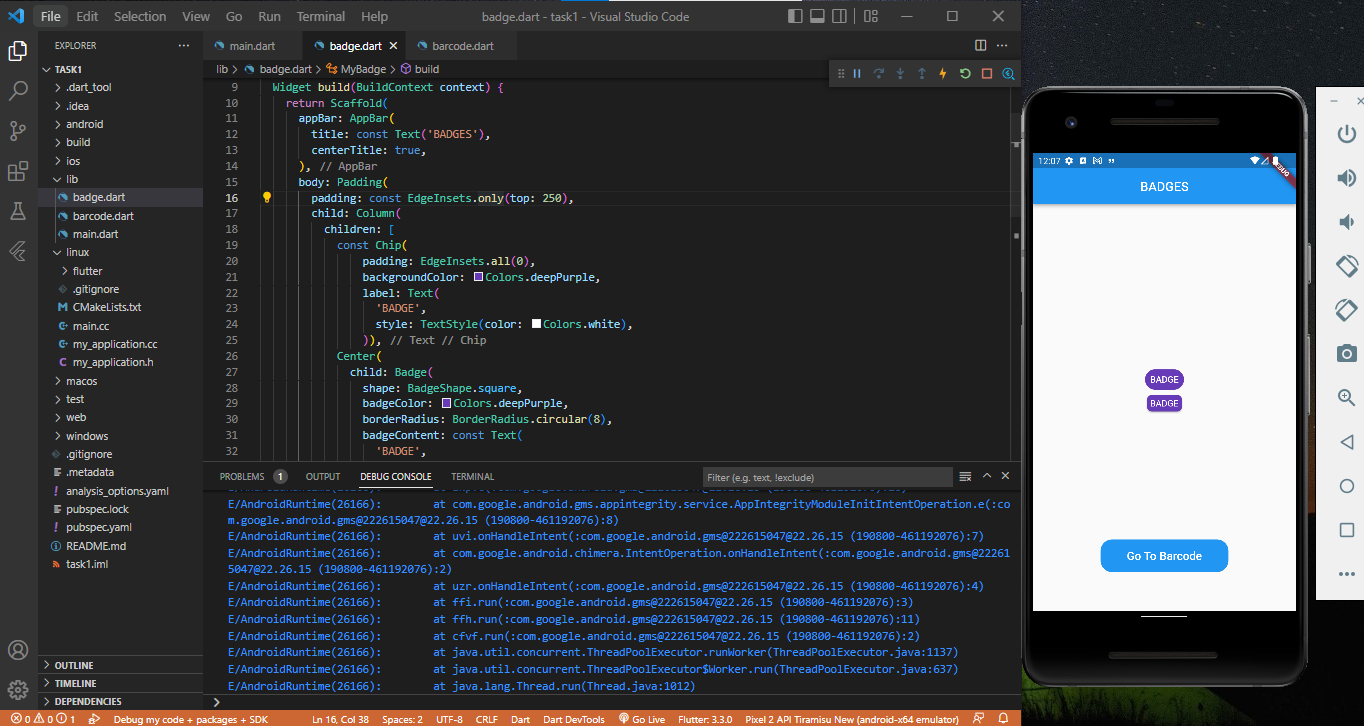 File Edit Selection View Go Run Terminal Help badge.dart - task1 - Visual Studio Code
EXPLORER
TASK1
.dart_tool
.idea
android
build
ios
lib
badge.dart
barcode.dart
main.dart
linux
flutter
.gitignore
CMakeLists.txt
main.cc
my_application.cc
my_application.h
macos
test
web
windows
.gitignore
.metadata
analysis_options.yaml
pubspec.lock
pubspec.yaml
README.md
task1.iml
OUTLINE
TIMELINE
DEPENDENCIES
main.dart badge.dart barcode.dart
lib > badge.dart > MyBadge > build
9 Widget build(BuildContext context) {
10 return Scaffold(
11 appBar: AppBar(
12 title: const Text('BADGES'),
13 centerTitle: true,
14 ), // AppBar
15 body: Padding(
16 padding: const EdgeInsets.only(top: 250),
17 child: Column(
18 children: [
19 const Chip(
20 padding: EdgeInsets.all(0),
21 backgroundColor: Colors.deepPurple,
22 label: Text(
23 'BADGE',
24 style: TextStyle(color: Colors.white),
25 )), // Text // Chip
26 Center(
27 child: Badge(
28 shape: BadgeShape.square,
29 badgeColor: Colors.deepPurple,
30 borderRadius: BorderRadius.circular(8),
31 badgeContent: const Text(
32 'BADGE',
PROBLEMS 1 OUTPUT DEBUG CONSOLE TERMINAL Filter (e.g. text, !exclude)
E/AndroidRuntime(26166): at com.google.android.gms.appintegrity.service.AppIntegrityModuleInitIntentOperation.e(:co
m.google.android.gms@222615047@22.26.15 (190800-461192076):8)
E/AndroidRuntime(26166): at uvi.onHandleIntent(:com.google.android.gms@222615047@22.26.15 (190800-461192076):7)
E/AndroidRuntime(26166): at com.google.android.chimera.IntentOperation.onHandleIntent(:com.google.android.gms@22261
5047@22.26.15 (190800-461192076):2)
E/AndroidRuntime(26166): at uzr.onHandleIntent(:com.google.android.gms@222615047@22.26.15 (190800-461192076):4)
E/AndroidRuntime(26166): at ffi.run(:com.google.android.gms@222615047@22.26.15 (190800-461192076):3)
E/AndroidRuntime(26166): at ffh.run(:com.google.android.gms@222615047@22.26.15 (190800-461192076):11)
E/AndroidRuntime(26166): at cfvf.run(:com.google.android.gms@222615047@22.26.15 (190800-461192076):2)
E/AndroidRuntime(26166): at java.util.concurrent.ThreadPoolExecutor.runWorker(ThreadPoolExecutor.java:1137)
E/AndroidRuntime(26166): at java.util.concurrent.ThreadPoolExecutor$Worker.run(ThreadPoolExecutor.java:637)
E/AndroidRuntime(26166): at java.lang.Thread.run(Thread.java:1012)
0 0 1 Debug my code + packages + SDK Ln 16, Col 38 Spaces: 2 UTF-8 CRLF Dart Dart DevTools Go Live Flutter: 3.3.0 Pixel 2 API Tiramisu New (android-x64 emulator)
12:07
DEBUG
BADGES
BADGE
BADGE
Go To Barcode